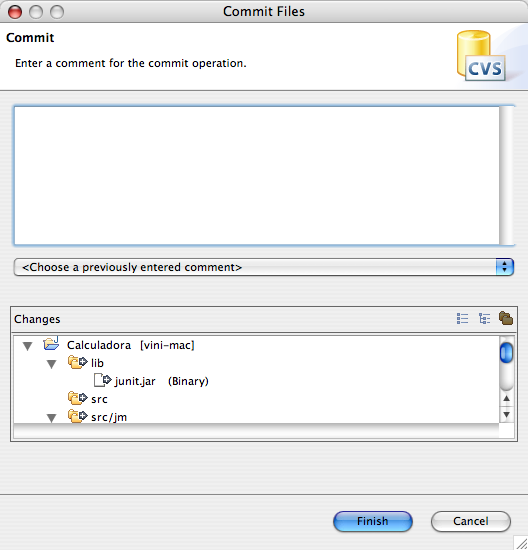 Commit Files
Commit
Enter a comment for the commit operation.
CVS
<Choose a previously entered comment>
Changes
Calculadora [vini-mac]
lib
junit.jar (Binary)
src
src/jm
Finish
Cancel